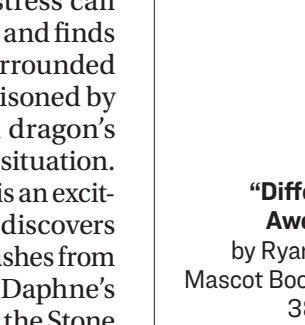 stress call
and finds
rrounded
isoned by
dragon's
situation.
is an excit-
discovers
ashes from
Daphne's
the Stone
“Diffe
Awe
by Ryan
Mascot Boo
38